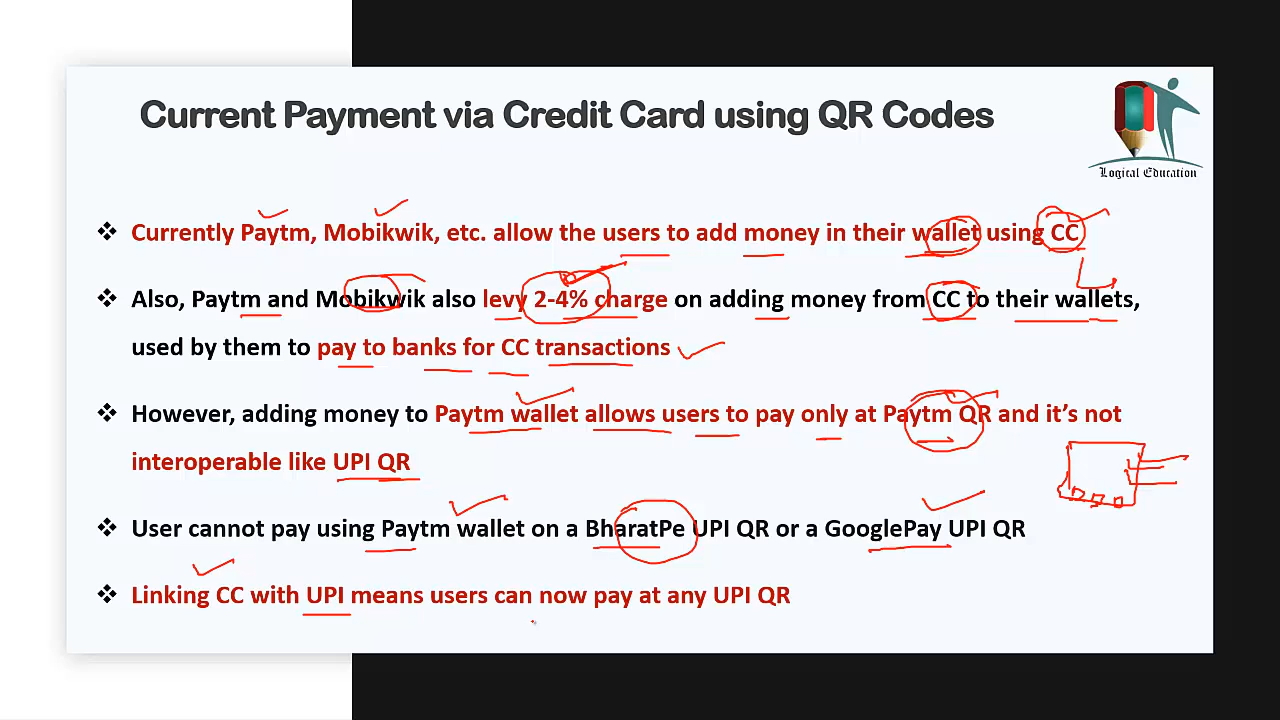 Current Payment via Credit Card using QR Codes
Logical Education
❖ Currently Paytm, Mobikwik, etc. allow the users to add money in their wallet using CC
❖ Also, Paytm and Mobikwik also levy 2-4% charge on adding money from CC to their wallets,
used by them to pay to banks for CC transactions
❖ However, adding money to Paytm wallet allows users to pay only at Paytm QR and it's not
interoperable like UPI QR
❖ User cannot pay using Paytm wallet on a BharatPe UPI QR or a GooglePay UPI QR
❖ Linking CC with UPI means users can now pay at any UPI QR